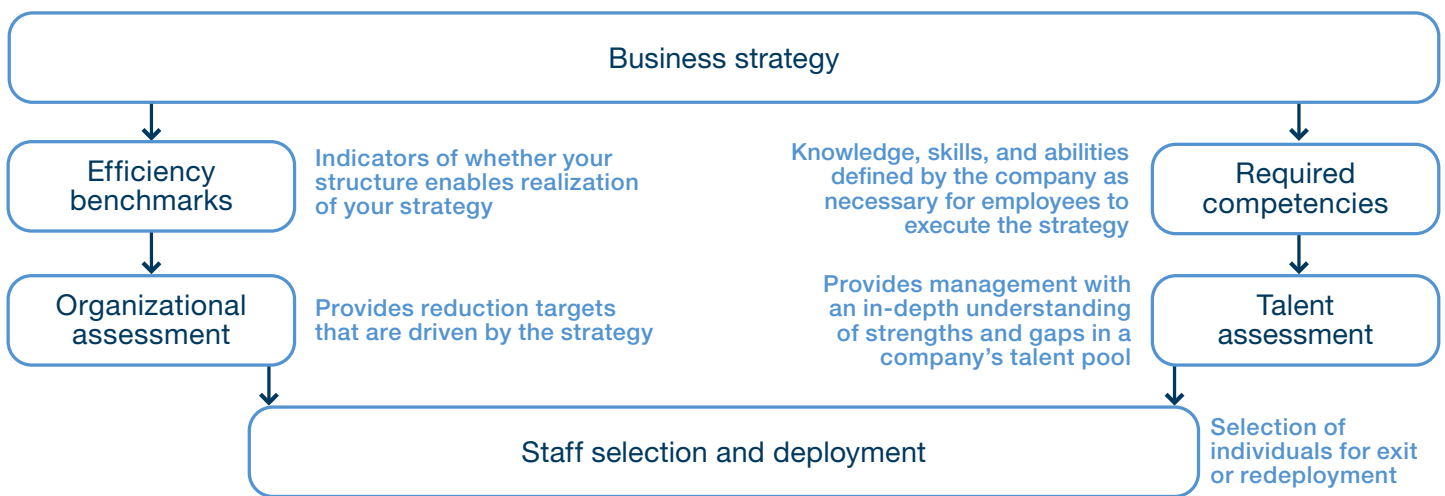 Business strategy
Efficiency
benchmarks
Indicators of whether your
structure enables realization
of your strategy
Knowledge, skills, and abilities
defined by the company as
necessary for employees to
execute the strategy
Required
competencies
Organizational
assessment
Provides reduction targets
that are driven by the strategy
Provides management with
an in-depth understanding
of strengths and gaps in a
company’s talent pool
Talent
assessment
Staff selection and deployment
Selection of
individuals for exit
or redeployment